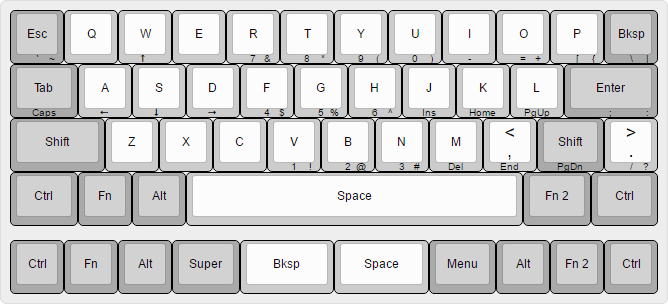 Esc Q W E R T Y U I O P Bksp
` ~ ↑ 7 & 8 * 9 ( 0 ) - = + [ { \ |
Tab A S D F G H J K L Enter
Caps ← ↓ → 4 $ 5 % 6 ^ Ins Home PgUp ; :
Shift Z X C V B N M < , Shift > .
1 ! 2 @ 3 # Del End PgDn / ?
Ctrl Fn Alt Space Fn 2 Ctrl
Ctrl Fn Alt Super Bksp Space Menu Alt Fn 2 Ctrl